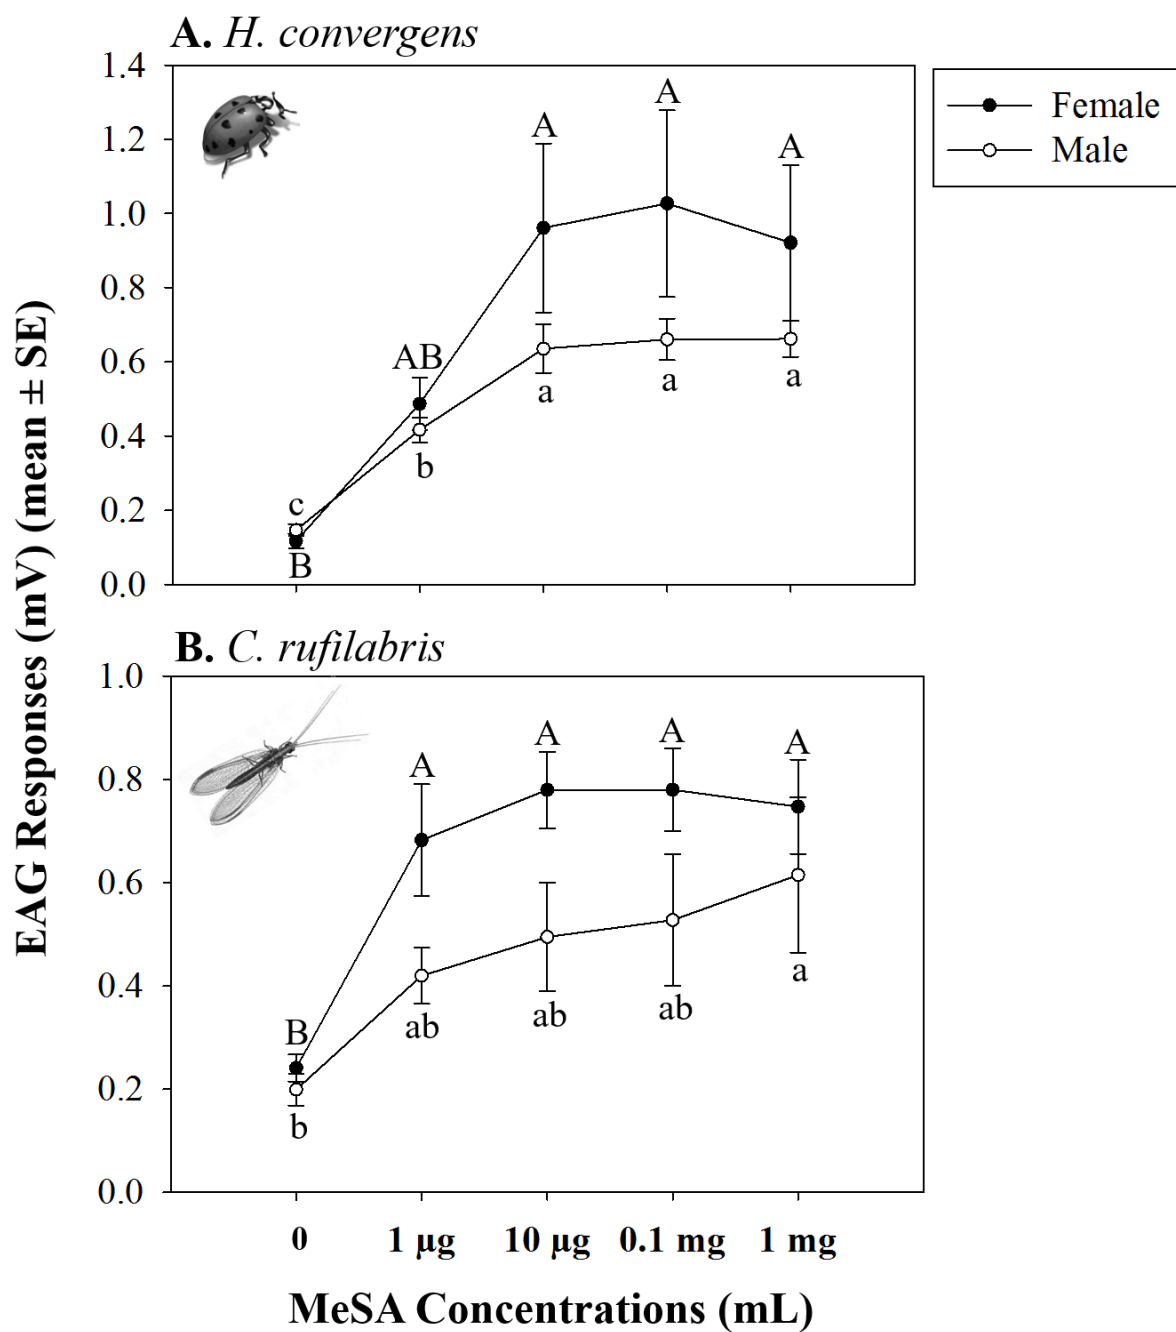 A. H. convergens
Female
Male
EAG Responses (mV) (mean ± SE)
1.4
1.2
1.0
0.8
0.6
0.4
0.2
0.0
A
A
A
AB
a
a
a
b
c
B
B. C. rufilabris
1.0
0.8
0.6
0.4
0.2
0.0
A
A
A
A
B
a
ab
ab
ab
b
0 1 µg 10 µg 0.1 mg 1 mg
MeSA Concentrations (mL)